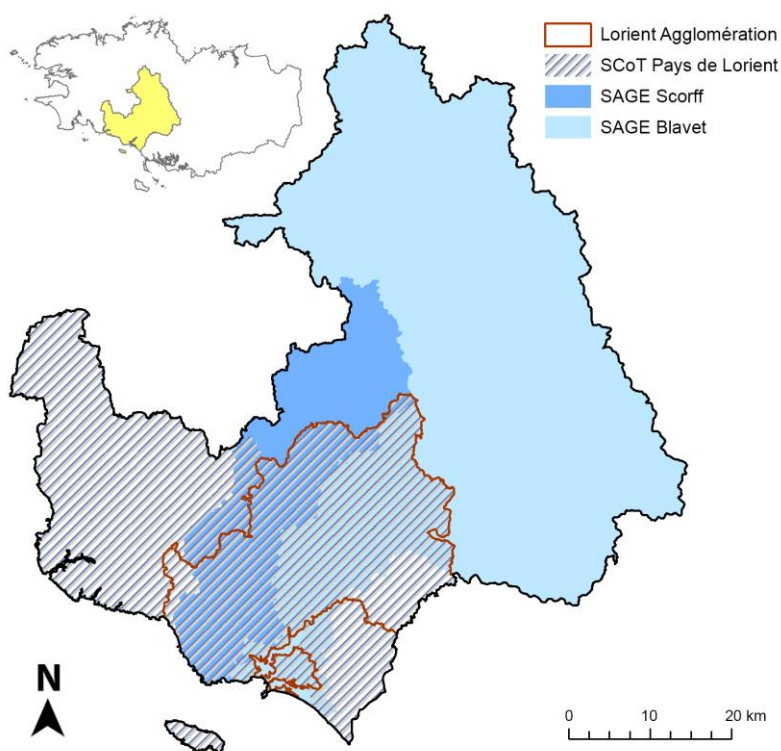 Lorient Agglomération
SCoT Pays de Lorient
SAGE Scorff
SAGE Blavet
N
0 10 20 km